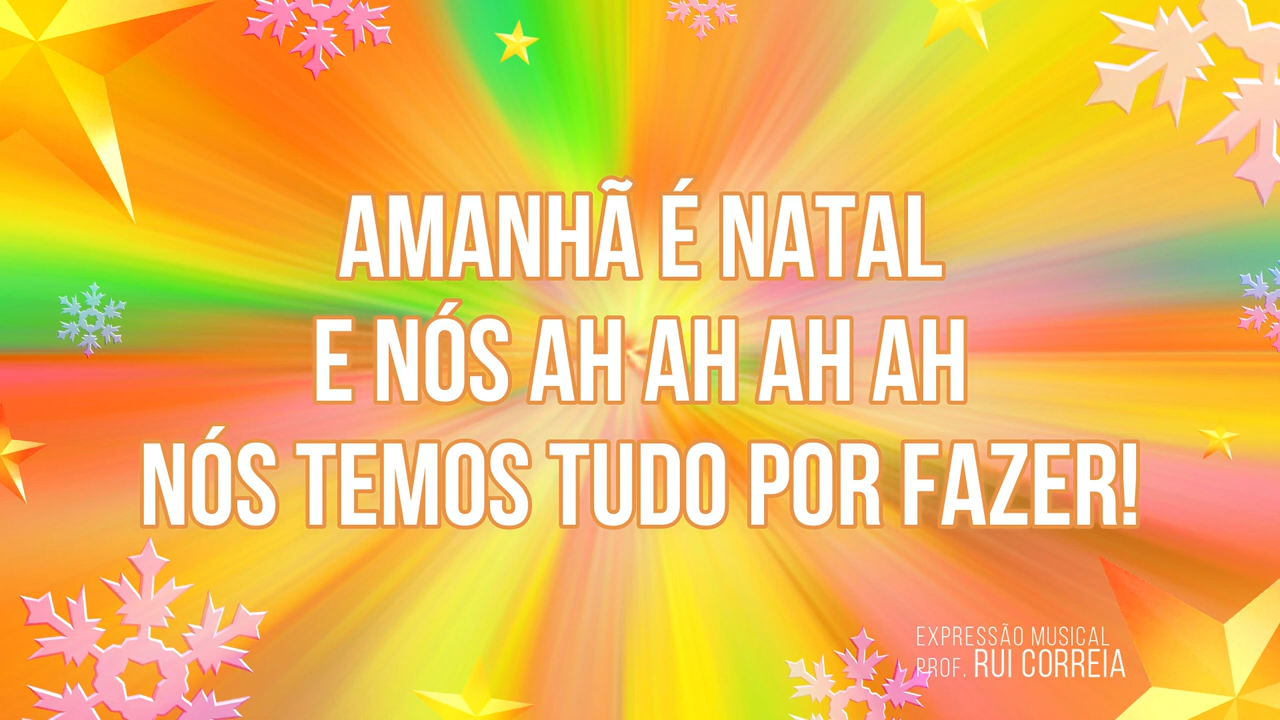 AMANHÃ É NATAL
E NÓS AH AH AH AH
NÓS TEMOS TUDO POR FAZER!
EXPRESSÃO MUSICAL
PROF. RUI CORREIA